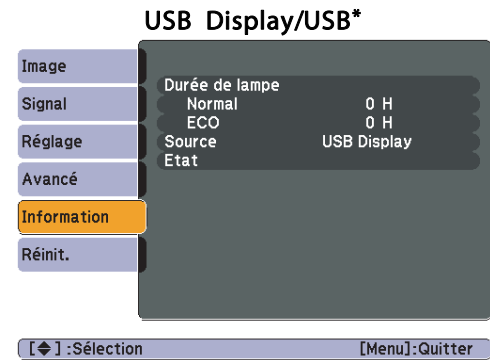 USB Display/USB*
Image
Signal
Réglage
Avancé
Information
Réinit.
Durée de lampe
Normal 0 H
ECO 0 H
Source USB Display
Etat
[◆] :Sélection [Menu]:Quitter